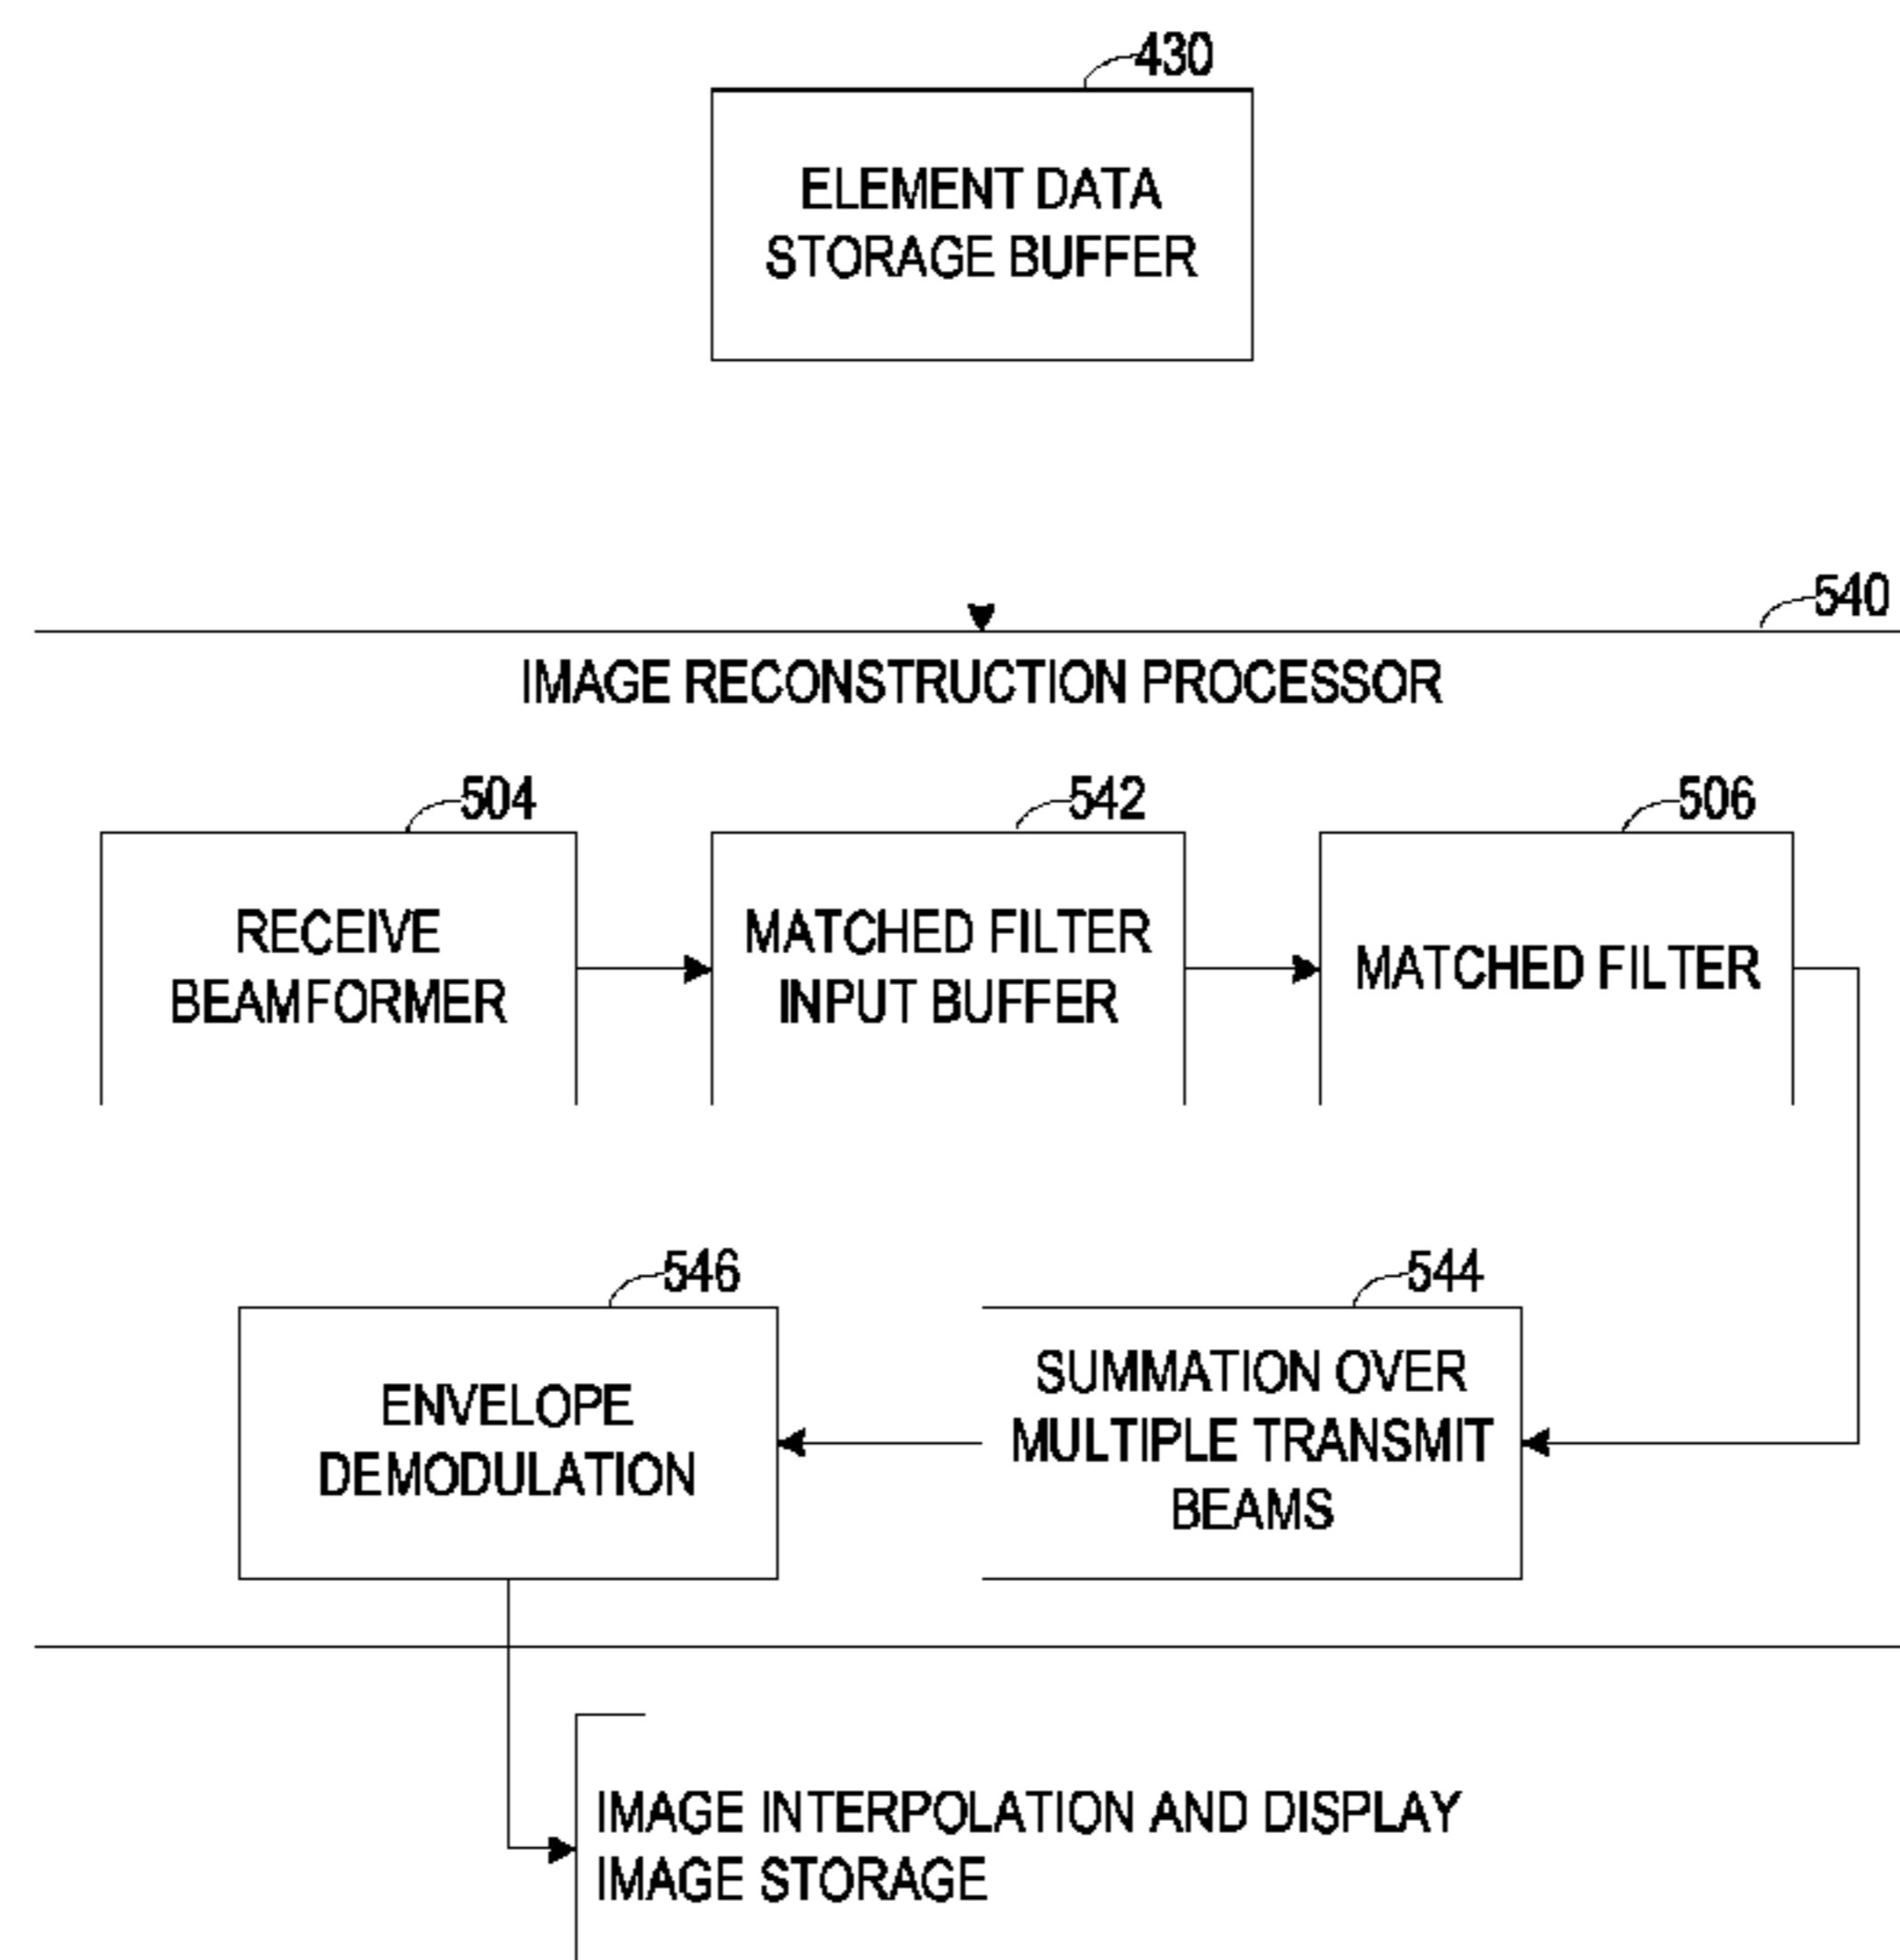 430
ELEMENT DATA
STORAGE BUFFER
540
IMAGE RECONSTRUCTION PROCESSOR
504
542
506
RECEIVE
BEAMFORMER
MATCHED FILTER
INPUT BUFFER
MATCHED FILTER
546
544
ENVELOPE
DEMODULATION
SUMMATION OVER
MULTIPLE TRANSMIT
BEAMS
IMAGE INTERPOLATION AND DISPLAY
IMAGE STORAGE